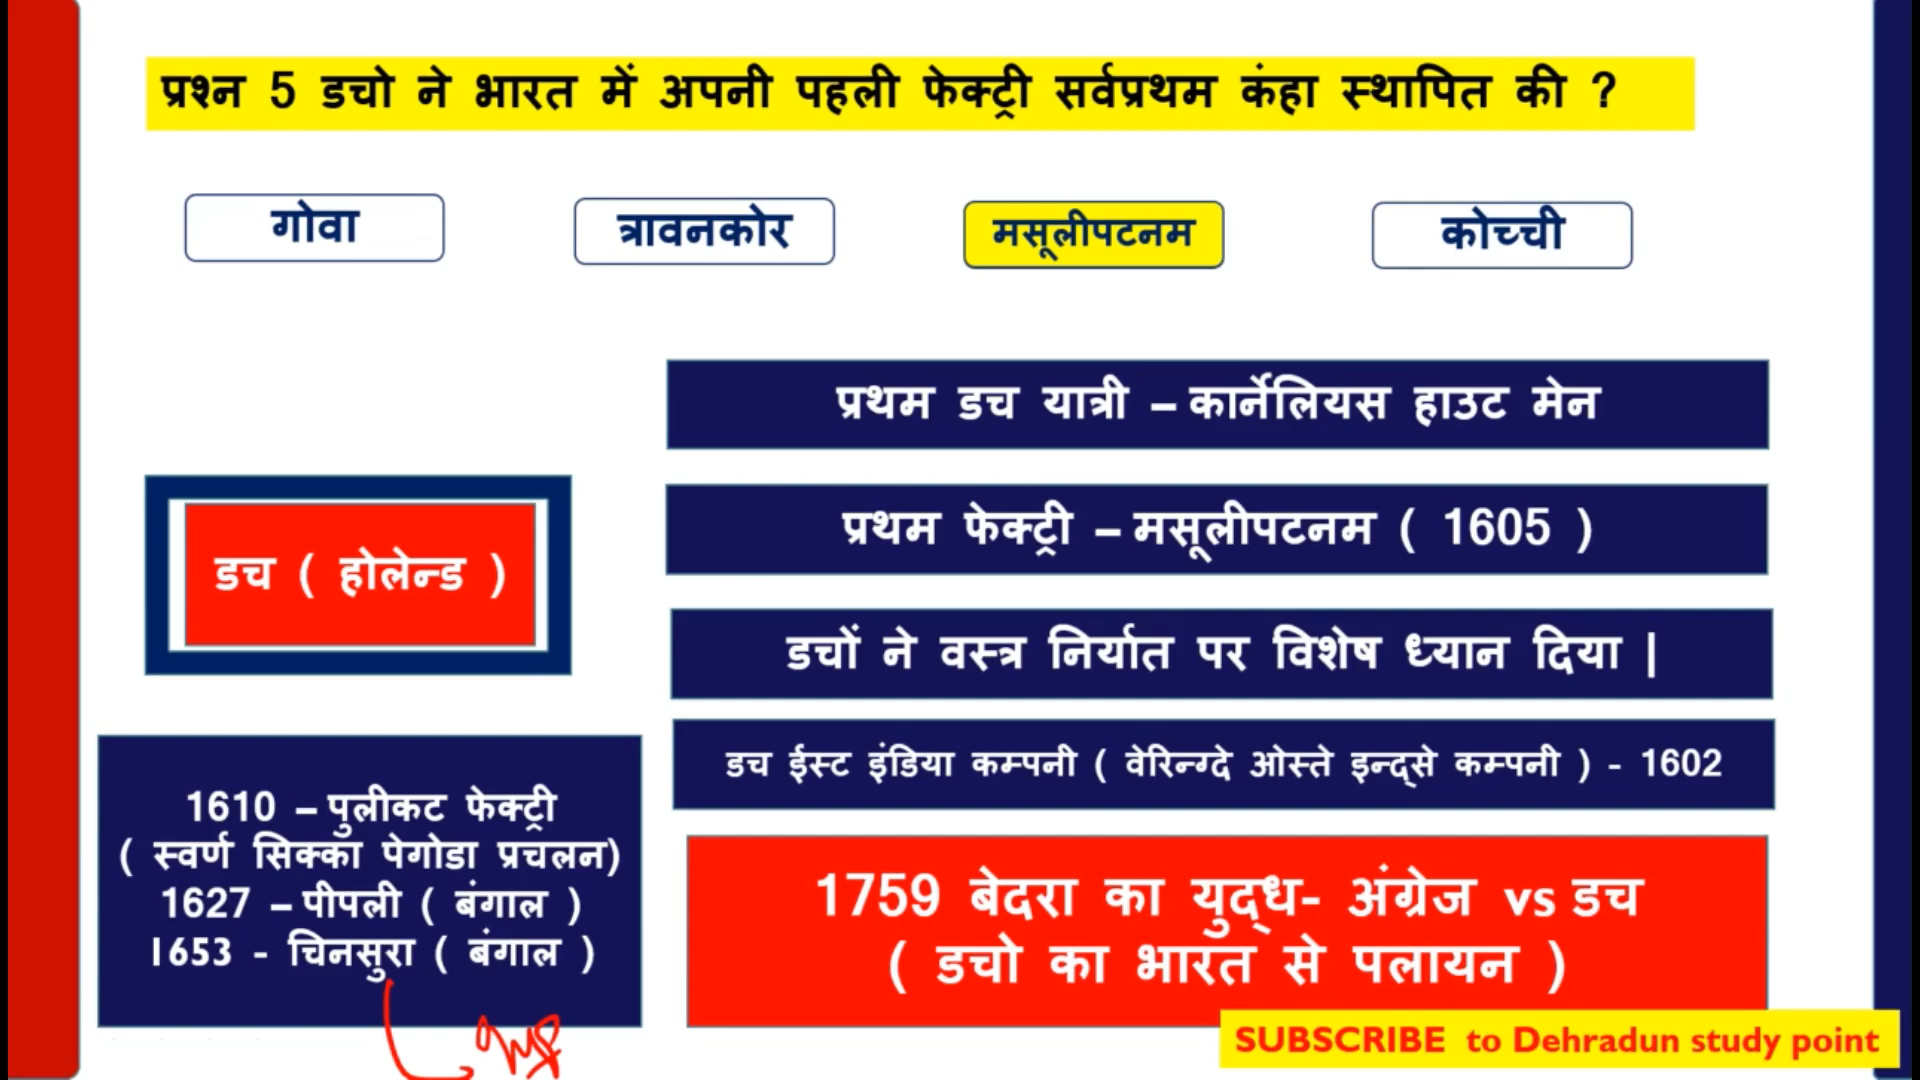 प्रश्न 5 डचो ने भारत में अपनी पहली फेक्ट्री सर्वप्रथम कंहा स्थापित की ?
गोवा
त्रावनकोर
मसूलीपटनम
कोच्ची
प्रथम डच यात्री – कार्नेलियस हाउट मेन
प्रथम फेक्ट्री – मसूलीपटनम ( 1605 )
डच ( होलेन्ड )
डचों ने वस्त्र निर्यात पर विशेष ध्यान दिया |
डच ईस्ट इंडिया कम्पनी ( वेरिन्ग्दे ओस्ते इन्द्से कम्पनी ) - 1602
1610 – पुलीकट फेक्ट्री
( स्वर्ण सिक्का पेगोडा प्रचलन)
1627 – पीपली ( बंगाल )
1653 - चिनसुरा ( बंगाल )
1759 बेदरा का युद्ध- अंग्रेज vs डच
( डचो का भारत से पलायन )
SUBSCRIBE to Dehradun study point